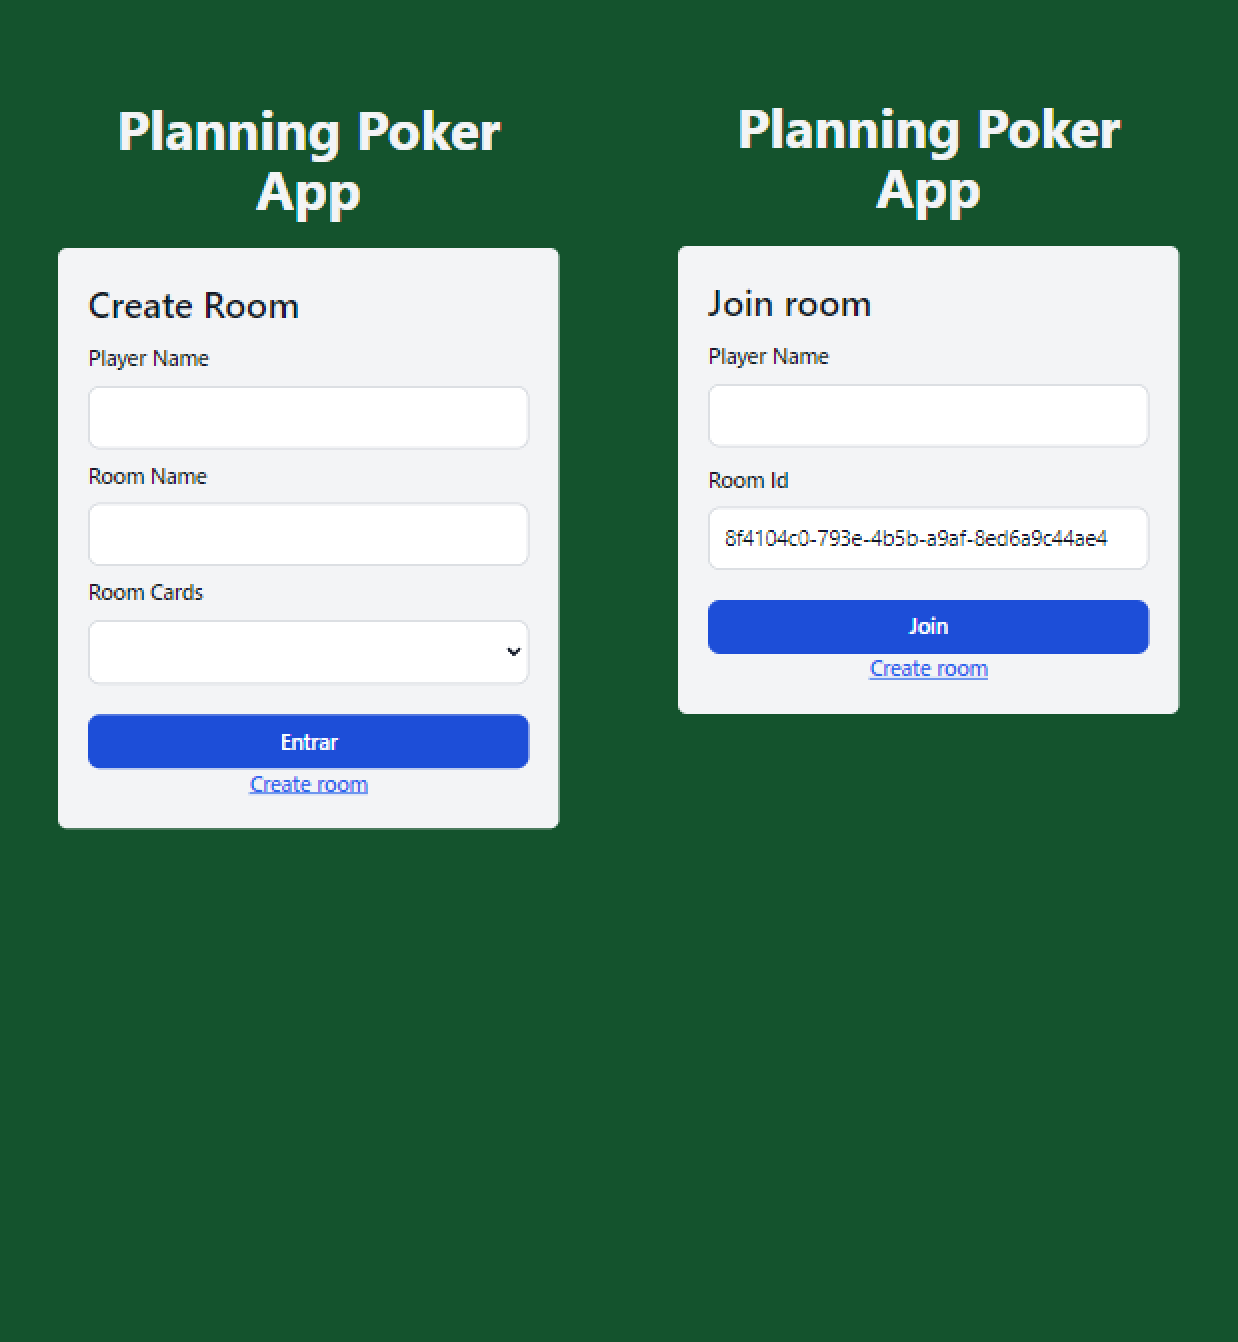 Planning Poker
App
Create Room
Player Name
Room Name
Room Cards
Entrar
Create room
Planning Poker
App
Join room
Player Name
Room Id
8f4104c0-793e-4b5b-a9af-8ed6a9c44ae4
Join
Create room